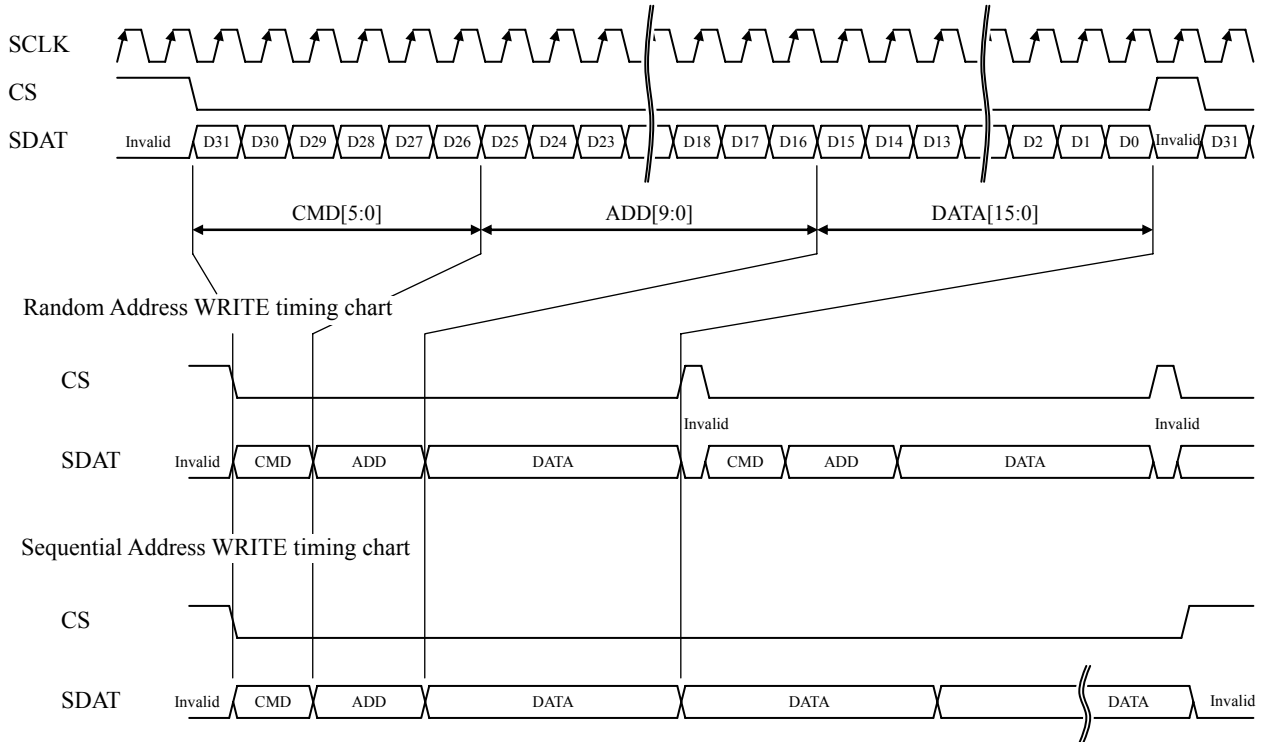 SCLK
CS
SDAT Invalid D31 D30 D29 D28 D27 D26 D25 D24 D23 D18 D17 D16 D15 D14 D13 D2 D1 D0 Invalid D31
CMD[5:0] ADD[9:0] DATA[15:0]
Random Address WRITE timing chart
CS
Invalid Invalid
SDAT Invalid CMD ADD DATA CMD ADD DATA
Sequential Address WRITE timing chart
CS
SDAT Invalid CMD ADD DATA DATA DATA Invalid